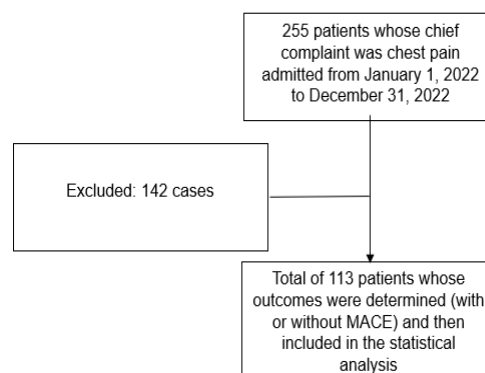 255 patients whose chief
complaint was chest pain
admitted from January 1, 2022
to December 31, 2022
Excluded: 142 cases
Total of 113 patients whose
outcomes were determined (with
or without MACE) and then
included in the statistical
analysis